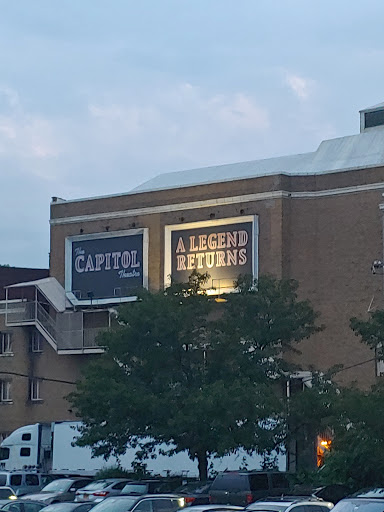 The
CAPITOL
Theatre
A LEGEND
RETURNS